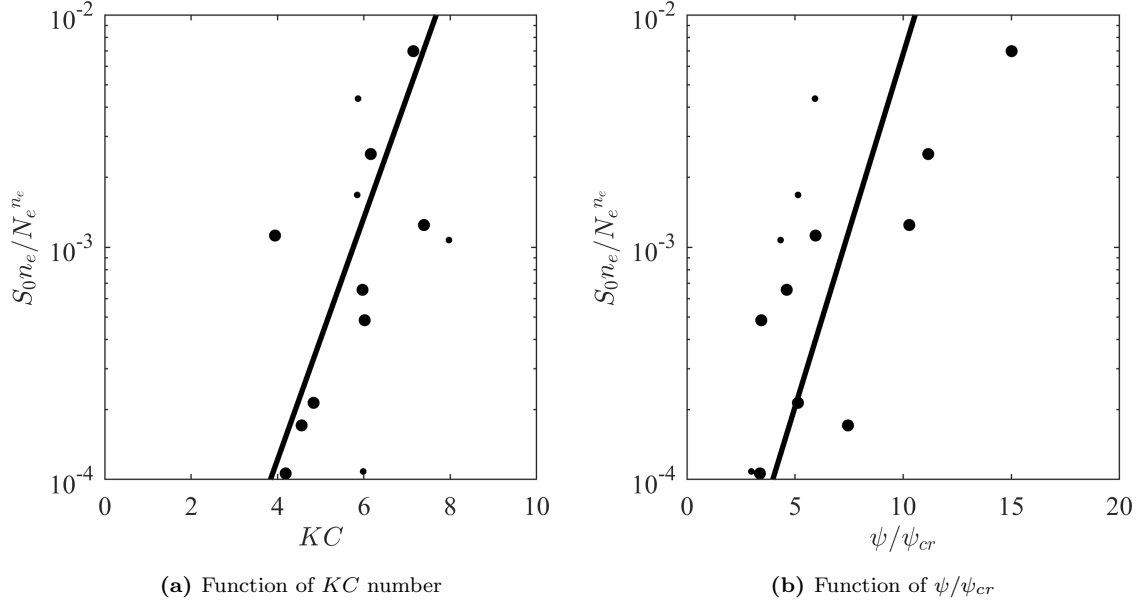 10^-2
10^-3
10^-4
S_0 n_e / N_e^{n_e}
0 2 4 6 8 10
KC
(a) Function of KC number
10^-2
10^-3
10^-4
S_0 n_e / N_e^{n_e}
0 5 10 15 20
ψ/ψ_cr
(b) Function of ψ/ψ_cr